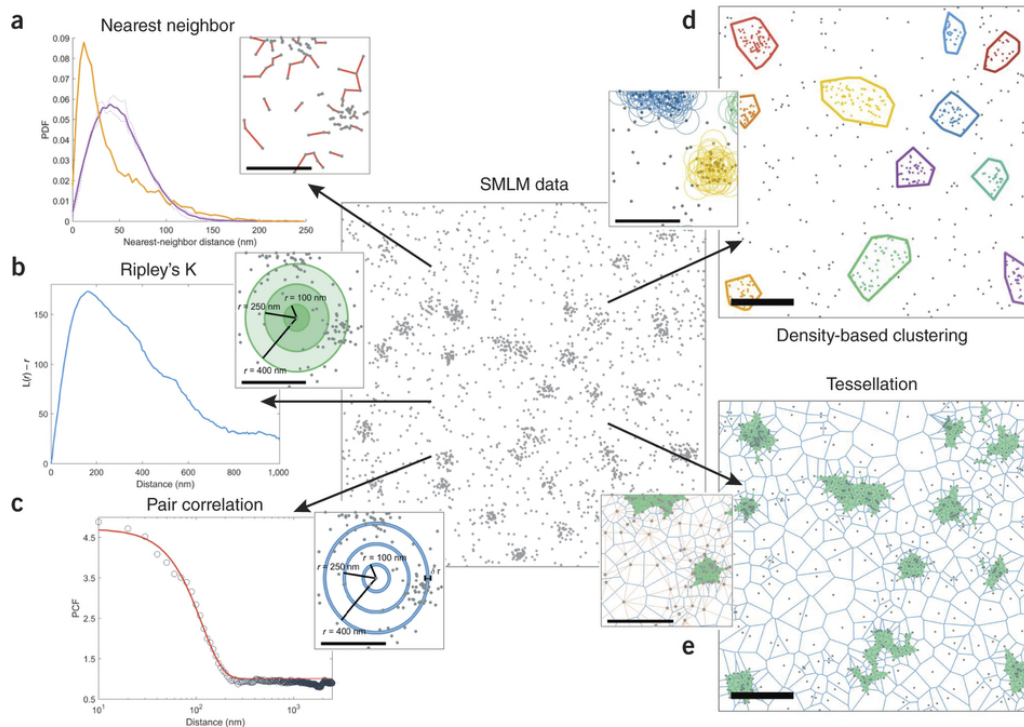 a
Nearest neighbor
0.09
0.08
0.07
0.06
0.05
0.04
0.03
0.02
0.01
0
PDF
0
50
100
150
200
250
Nearest-neighbor distance (nm)
b
Ripley's K
150
100
50
0
L(r) – r
0
200
400
600
800
1,000
Distance (nm)
r = 100 nm
r = 250 nm
r = 400 nm
c
Pair correlation
4.5
3.5
2.5
1.5
0.5
PCF
10¹
10²
10³
Distance (nm)
r = 100 nm
r = 250 nm
r = 400 nm
δr
SMLM data
d
Density-based clustering
Tessellation
e